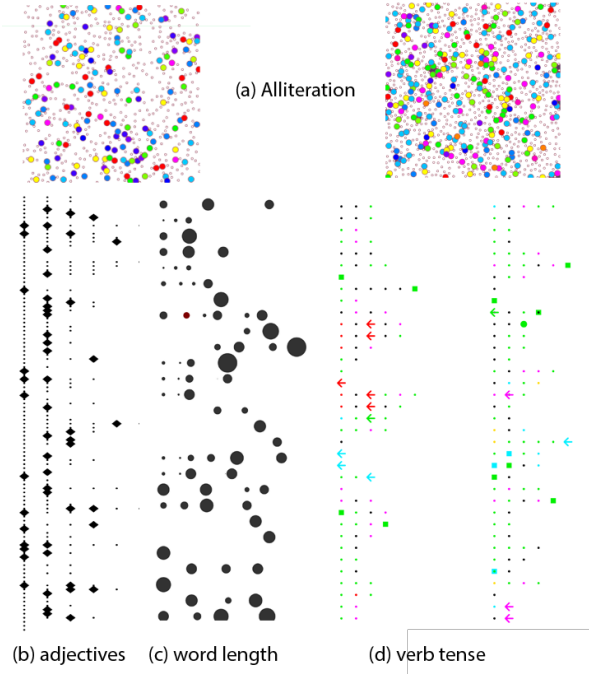 (a) Alliteration
(b) adjectives
(c) word length
(d) verb tense